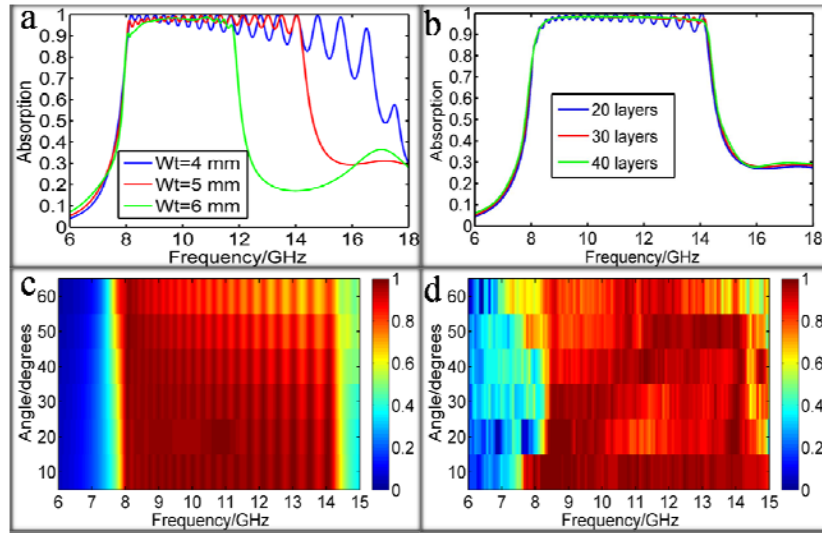 a
Absorption
1
0.9
0.8
0.7
0.6
0.5
0.4
0.3
0.2
0.1
0
Wt=4 mm
Wt=5 mm
Wt=6 mm
6 8 10 12 14 16 18
Frequency/GHz
b
Absorption
1
0.9
0.8
0.7
0.6
0.5
0.4
0.3
0.2
0.1
0
20 layers
30 layers
40 layers
6 8 10 12 14 16 18
Frequency/GHz
c
Angle/degrees
60
50
40
30
20
10
6 7 8 9 10 11 12 13 14 15
Frequency/GHz
1
0.8
0.6
0.4
0.2
0
d
Angle/degrees
60
50
40
30
20
10
6 7 8 9 10 11 12 13 14 15
Frequency/GHz
1
0.8
0.6
0.4
0.2
0